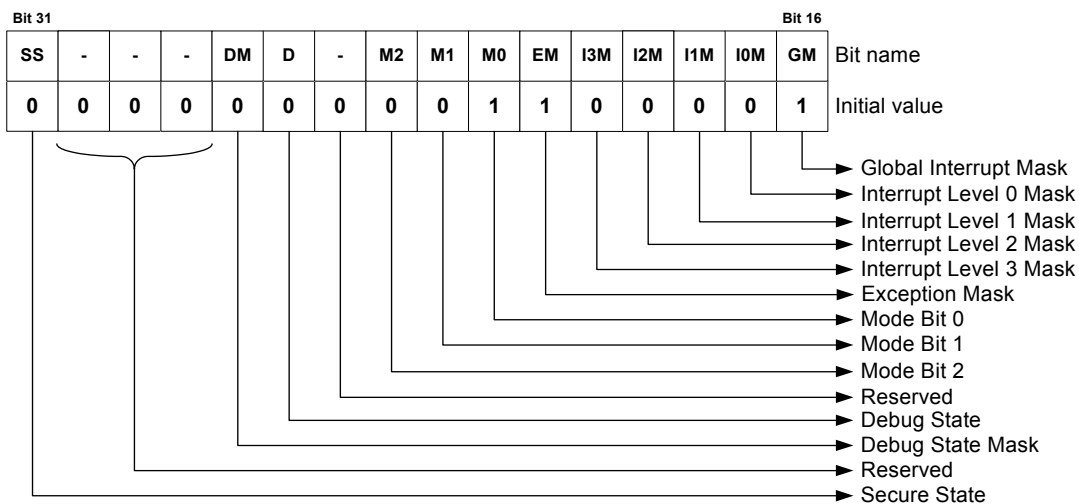 Bit 31 Bit 16
SS - - - DM D - M2 M1 M0 EM I3M I2M I1M I0M GM Bit name
0 0 0 0 0 0 0 0 0 1 1 0 0 0 0 1 Initial value
Global Interrupt Mask
Interrupt Level 0 Mask
Interrupt Level 1 Mask
Interrupt Level 2 Mask
Interrupt Level 3 Mask
Exception Mask
Mode Bit 0
Mode Bit 1
Mode Bit 2
Reserved
Debug State
Debug State Mask
Reserved
Secure State